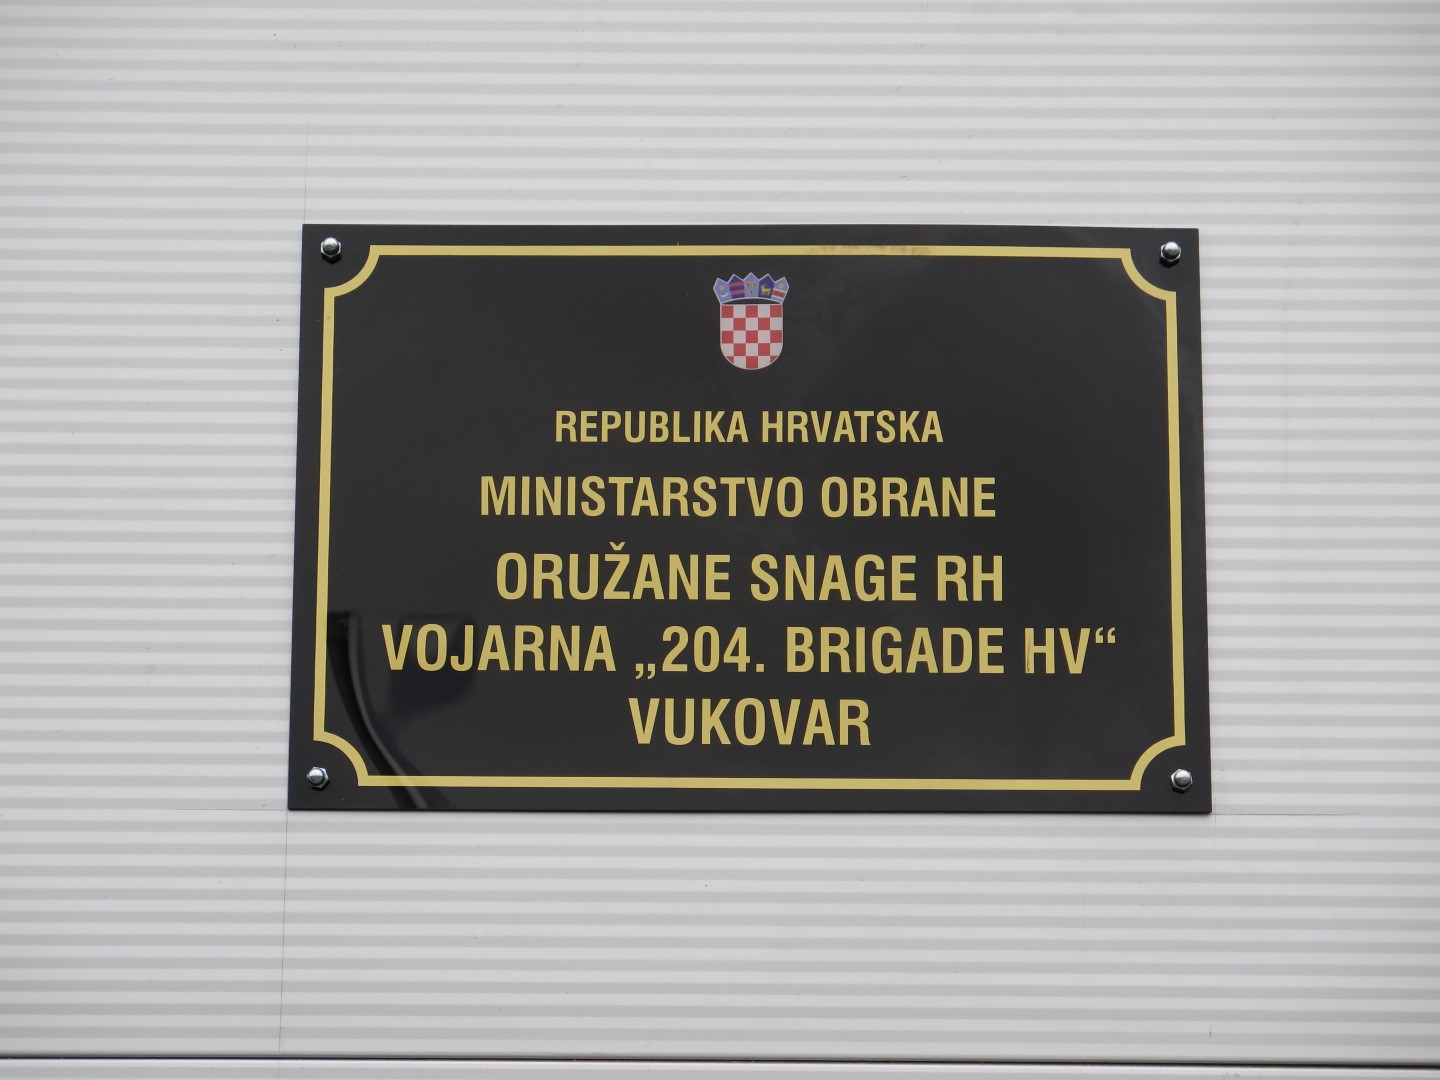 REPUBLIKA HRVATSKA
MINISTARSTVO OBRANE
ORUŽANE SNAGE RH
VOJARNA „204. BRIGADE HV“
VUKOVAR